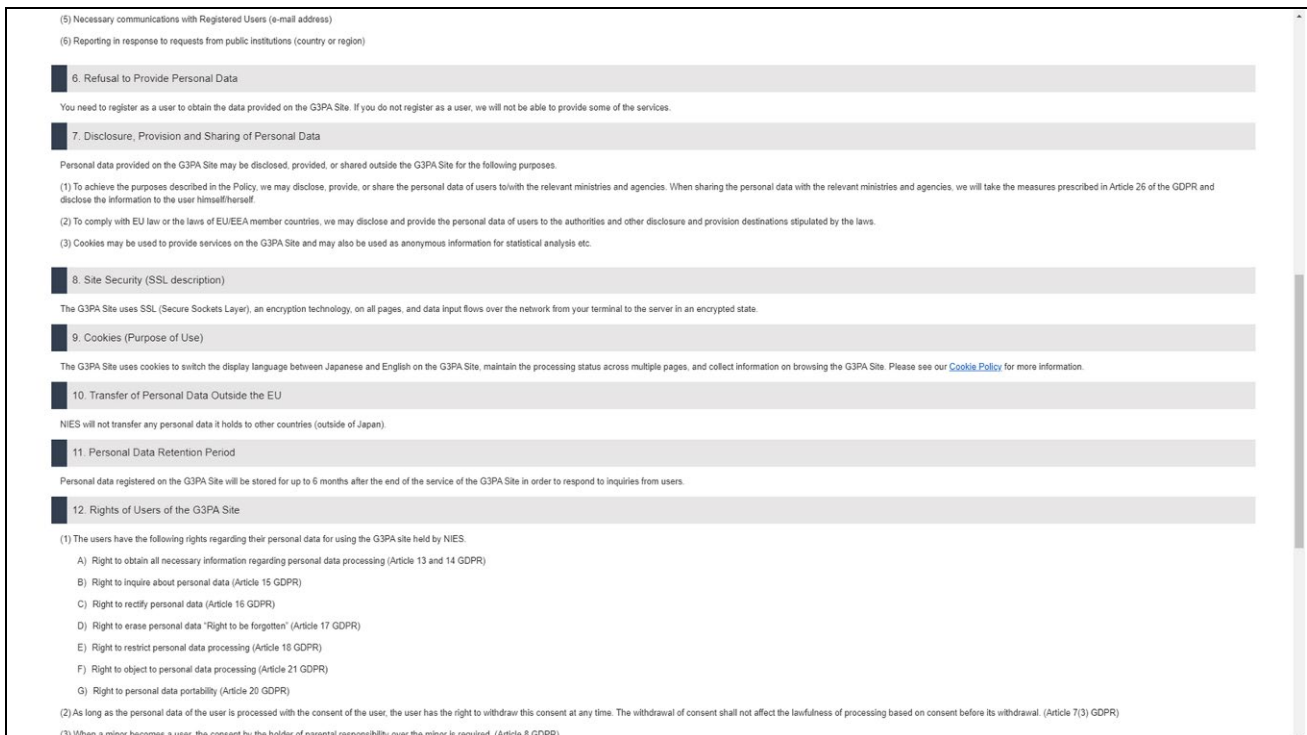 (5) Necessary communications with Registered Users (e-mail address)
(6) Reporting in response to requests from public institutions (country or region)
6. Refusal to Provide Personal Data
You need to register as a user to obtain the data provided on the G3PA Site. If you do not register as a user, we will not be able to provide some of the services.
7. Disclosure, Provision and Sharing of Personal Data
Personal data provided on the G3PA Site may be disclosed, provided, or shared outside the G3PA Site for the following purposes.
(1) To achieve the purposes described in the Policy, we may disclose, provide, or share the personal data of users to/with the relevant ministries and agencies. When sharing the personal data with the relevant ministries and agencies, we will take the measures prescribed in Article 26 of the GDPR and
disclose the information to the user himself/herself.
(2) To comply with EU law or the laws of EU/EEA member countries, we may disclose and provide the personal data of users to the authorities and other disclosure and provision destinations stipulated by the laws.
(3) Cookies may be used to provide services on the G3PA Site and may also be used as anonymous information for statistical analysis etc.
8. Site Security (SSL description)
The G3PA Site uses SSL (Secure Sockets Layer), an encryption technology, on all pages, and data input flows over the network from your terminal to the server in an encrypted state.
9. Cookies (Purpose of Use)
The G3PA Site uses cookies to switch the display language between Japanese and English on the G3PA Site, maintain the processing status across multiple pages, and collect information on browsing the G3PA Site. Please see our Cookie Policy for more information.
10. Transfer of Personal Data Outside the EU
NIES will not transfer any personal data it holds to other countries (outside of Japan).
11. Personal Data Retention Period
Personal data registered on the G3PA Site will be stored for up to 6 months after the end of the service of the G3PA Site in order to respond to inquiries from users.
12. Rights of Users of the G3PA Site
(1) The users have the following rights regarding their personal data for using the G3PA site held by NIES.
A) Right to obtain all necessary information regarding personal data processing (Article 13 and 14 GDPR)
B) Right to inquire about personal data (Article 15 GDPR)
C) Right to rectify personal data (Article 16 GDPR)
D) Right to erase personal data "Right to be forgotten" (Article 17 GDPR)
E) Right to restrict personal data processing (Article 18 GDPR)
F) Right to object to personal data processing (Article 21 GDPR)
G) Right to personal data portability (Article 20 GDPR)
(2) As long as the personal data of the user is processed with the consent of the user, the user has the right to withdraw this consent at any time. The withdrawal of consent shall not affect the lawfulness of processing based on consent before its withdrawal. (Article 7(3) GDPR)
(3) When a minor becomes a user, the consent by the holder of parental responsibility over the minor is required. (Article 8 GDPR)